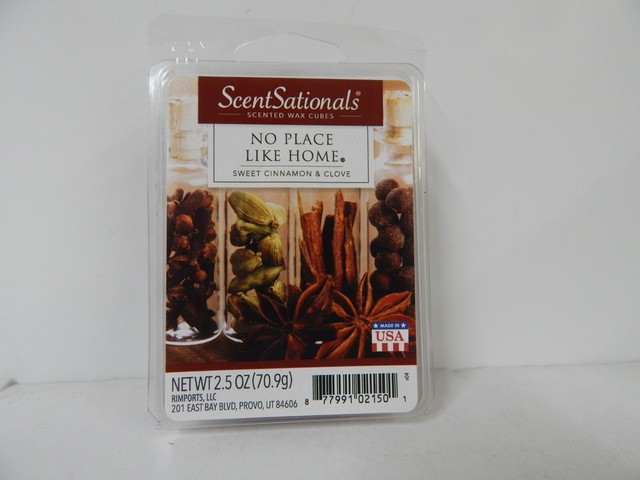 ScentSationals®
SCENTED WAX CUBES
NO PLACE
LIKE HOME®
SWEET CINNAMON & CLOVE
MADE IN
USA
NET WT 2.5 OZ (70.9g)
RIMPORTS, LLC
201 EAST BAY BLVD, PROVO, UT 84606
8 77991 02150 1